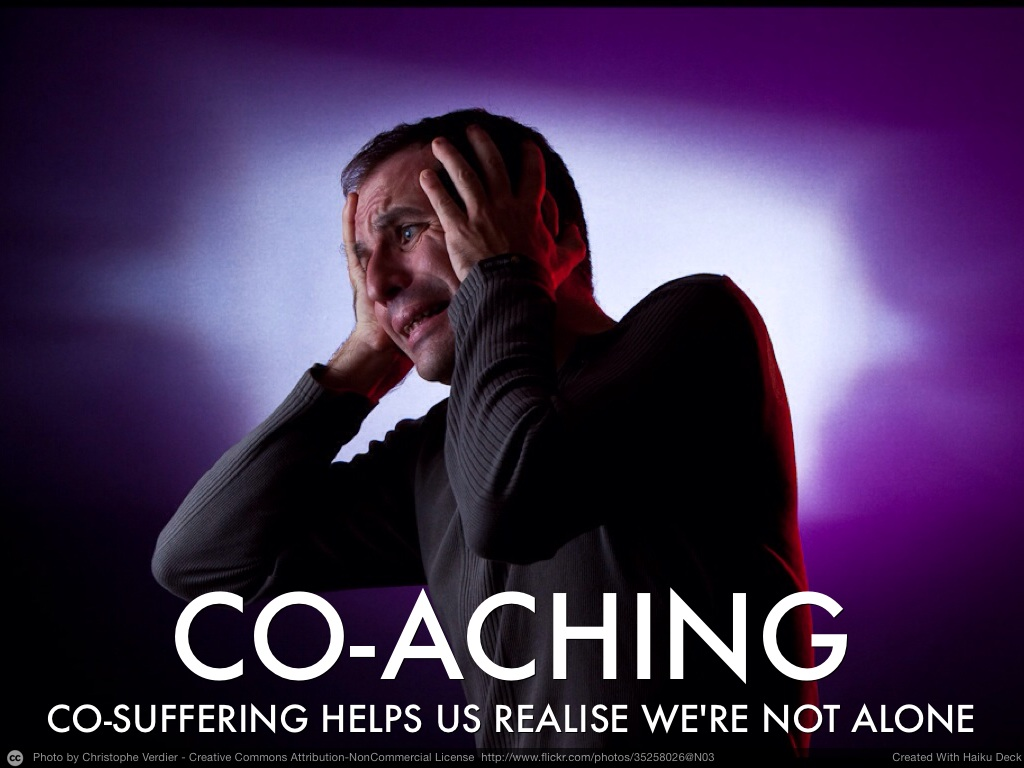 CO-ACHING
CO-SUFFERING HELPS US REALISE WE'RE NOT ALONE
cc Photo by Christophe Verdier - Creative Commons Attribution-NonCommercial License http://www.flickr.com/photos/35258026@N03 Created With Haiku Deck